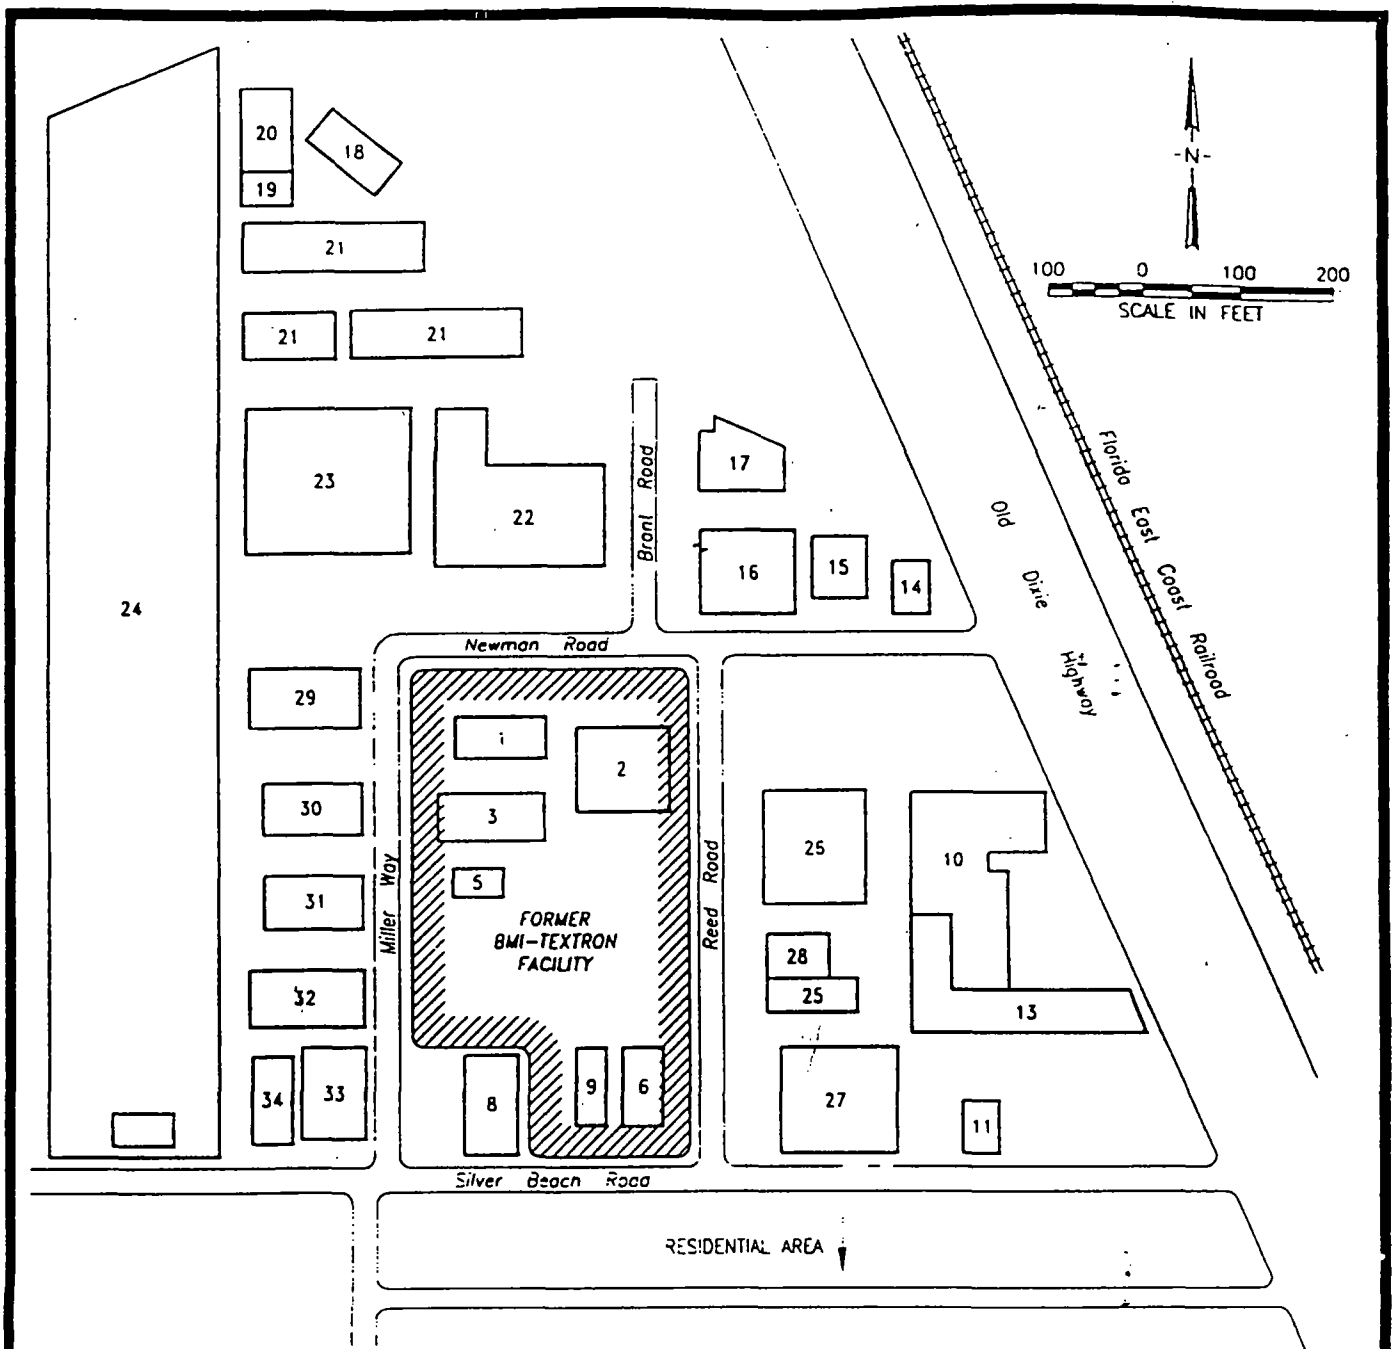 20
18
19
-N-
21
100 0 100 200
SCALE IN FEET
21
21
Brant Road
17
Florida East Coast Railroad
23
22
Old Dixie Highway
16
15
14
24
Newman Road
29
1
2
30
3
25
10
Miller Way
Reed Road
5
31
FORMER
BMI-TEXTRON
FACILITY
28
32
25
13
34
33
8
9
6
27
11
Silver Beach Road
RESIDENTIAL AREA